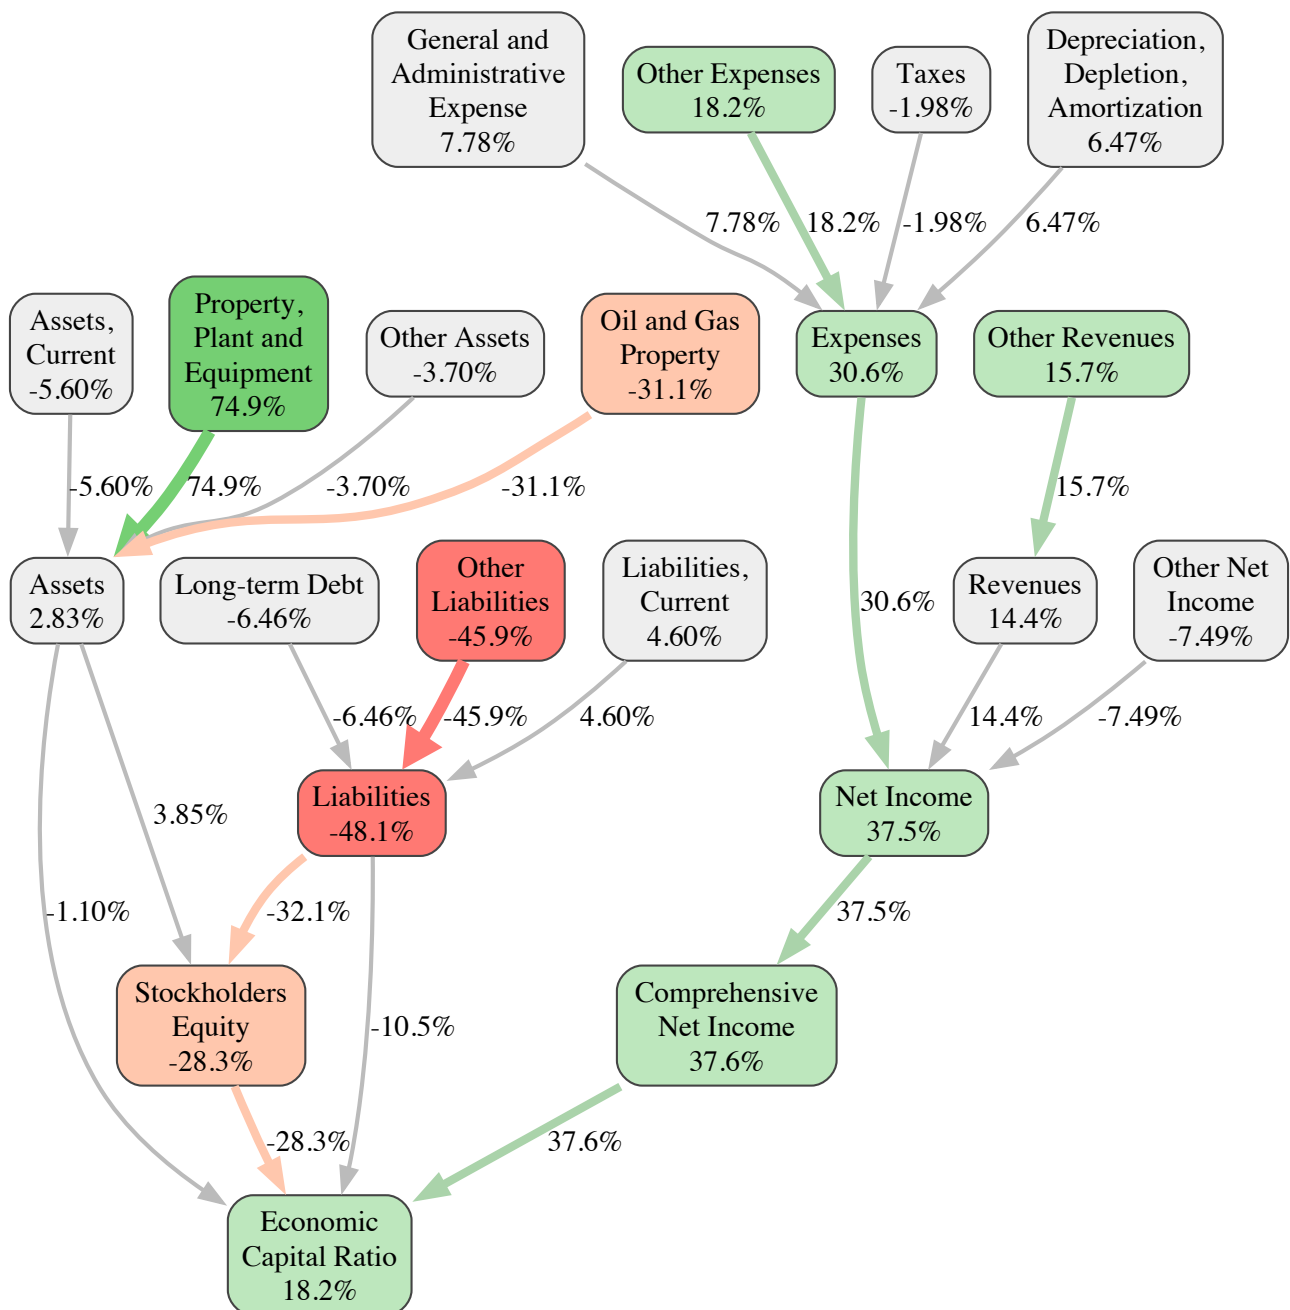 General and
Administrative
Expense
7.78%
Other Expenses
18.2%
Taxes
-1.98%
Depreciation,
Depletion,
Amortization
6.47%
7.78%
18.2%
-1.98%
6.47%
Assets,
Current
-5.60%
Property,
Plant and
Equipment
74.9%
Other Assets
-3.70%
Oil and Gas
Property
-31.1%
Expenses
30.6%
Other Revenues
15.7%
-5.60%
74.9%
-3.70%
-31.1%
15.7%
Assets
2.83%
Long-term Debt
-6.46%
Other
Liabilities
-45.9%
Liabilities,
Current
4.60%
30.6%
Revenues
14.4%
Other Net
Income
-7.49%
-6.46%
-45.9%
4.60%
14.4%
-7.49%
3.85%
Liabilities
-48.1%
Net Income
37.5%
-1.10%
-32.1%
37.5%
Stockholders
Equity
-28.3%
-10.5%
Comprehensive
Net Income
37.6%
-28.3%
37.6%
Economic
Capital Ratio
18.2%